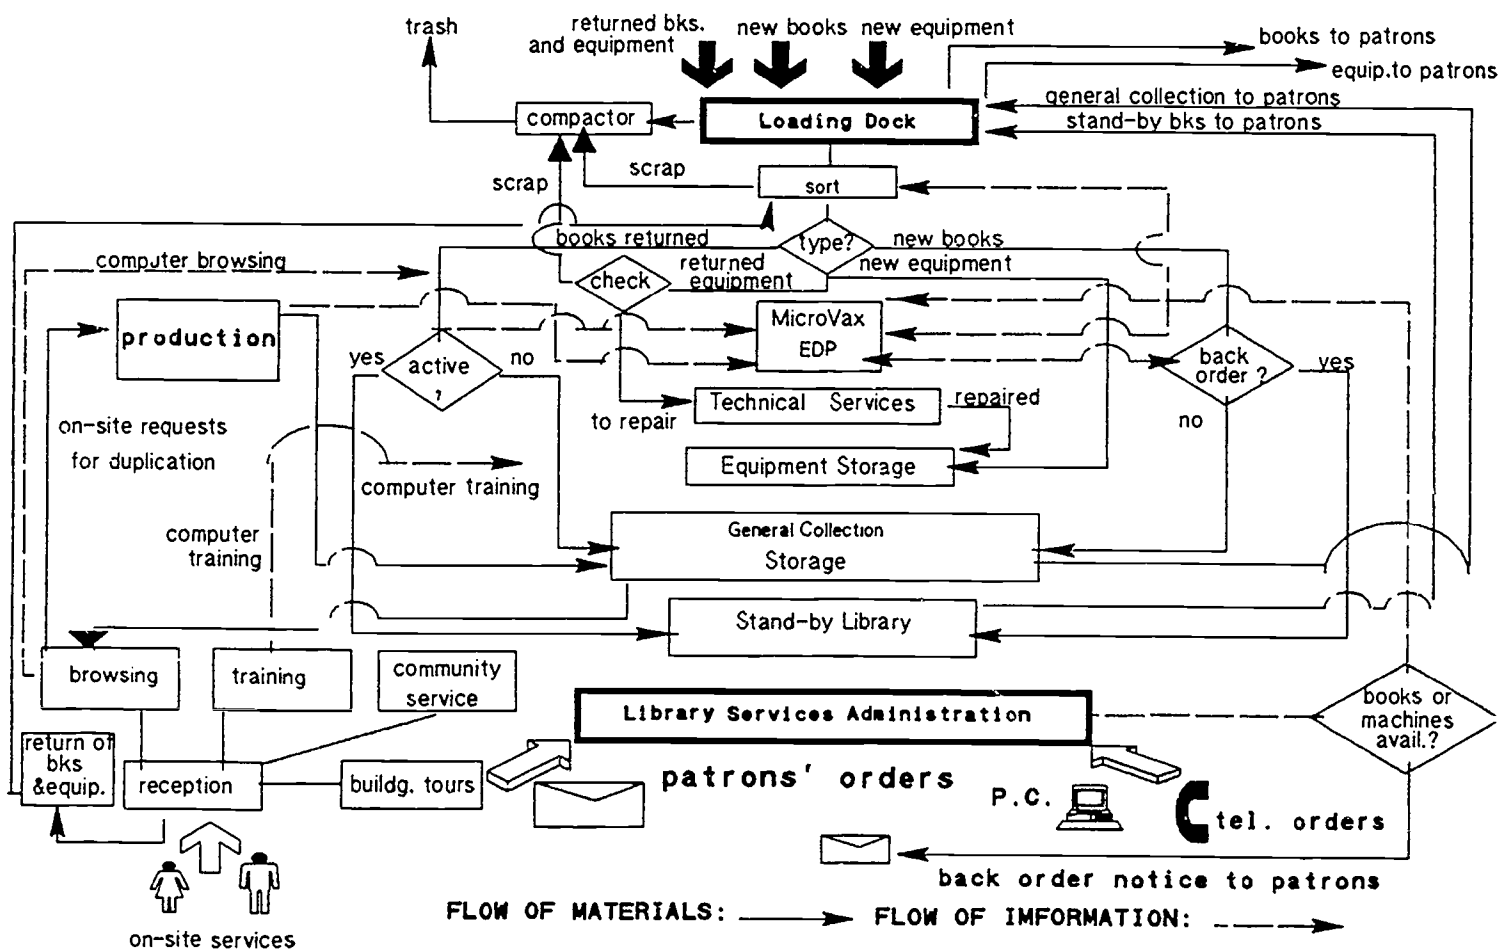 trash
returned bks.
and equipment
new books
new equipment
books to patrons
equip.to patrons
general collection to patrons
stand-by bks to patrons
compactor
Loading Dock
scrap
scrap
sort
books returned
type?
new books
new equipment
computer browsing
check
returned
equipment
production
MicroVax
EDP
yes
active
?
no
back
order ?
yes
no
to repair
Technical Services
repaired
on-site requests
for duplication
Equipment Storage
computer training
computer
training
General Collection
Storage
Stand-by Library
browsing
training
community
service
Library Services Administration
books or
machines
avail.?
return of
bks
&equip.
reception
buildg. tours
patrons' orders
P.C.
tel. orders
back order notice to patrons
FLOW OF MATERIALS:
FLOW OF IMFORMATION:
on-site services